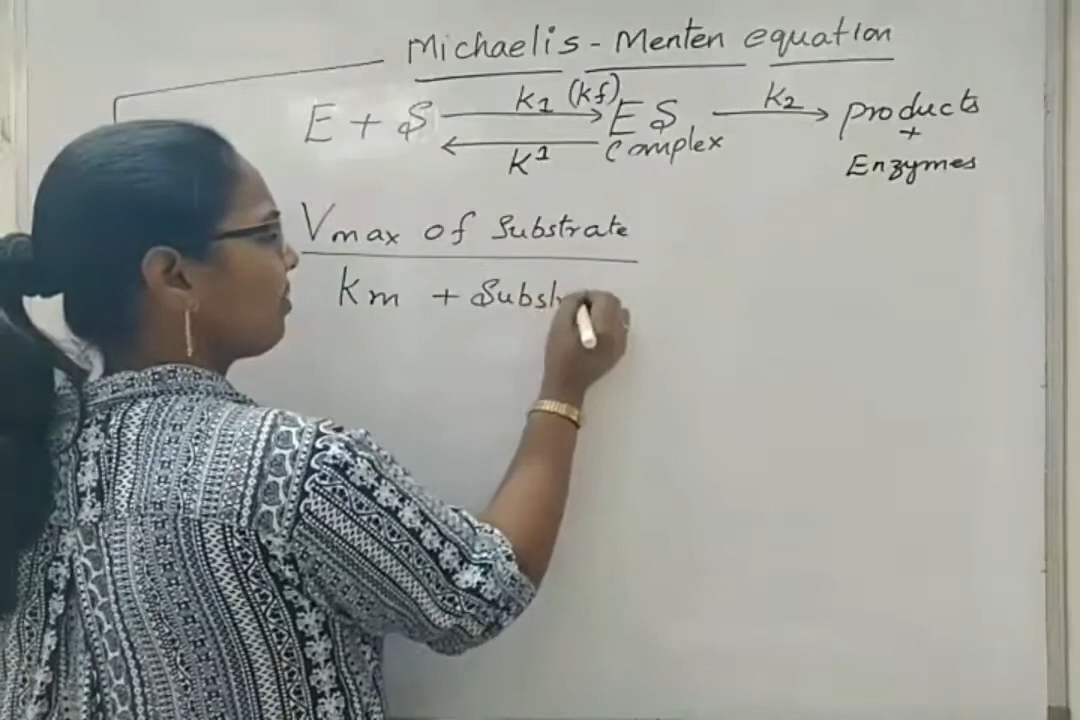 Michaelis - Menten equation
E + S K1 (kf) ES K2 products
K1 Complex +
Enzymes
Vmax of Substrate
km + Subst